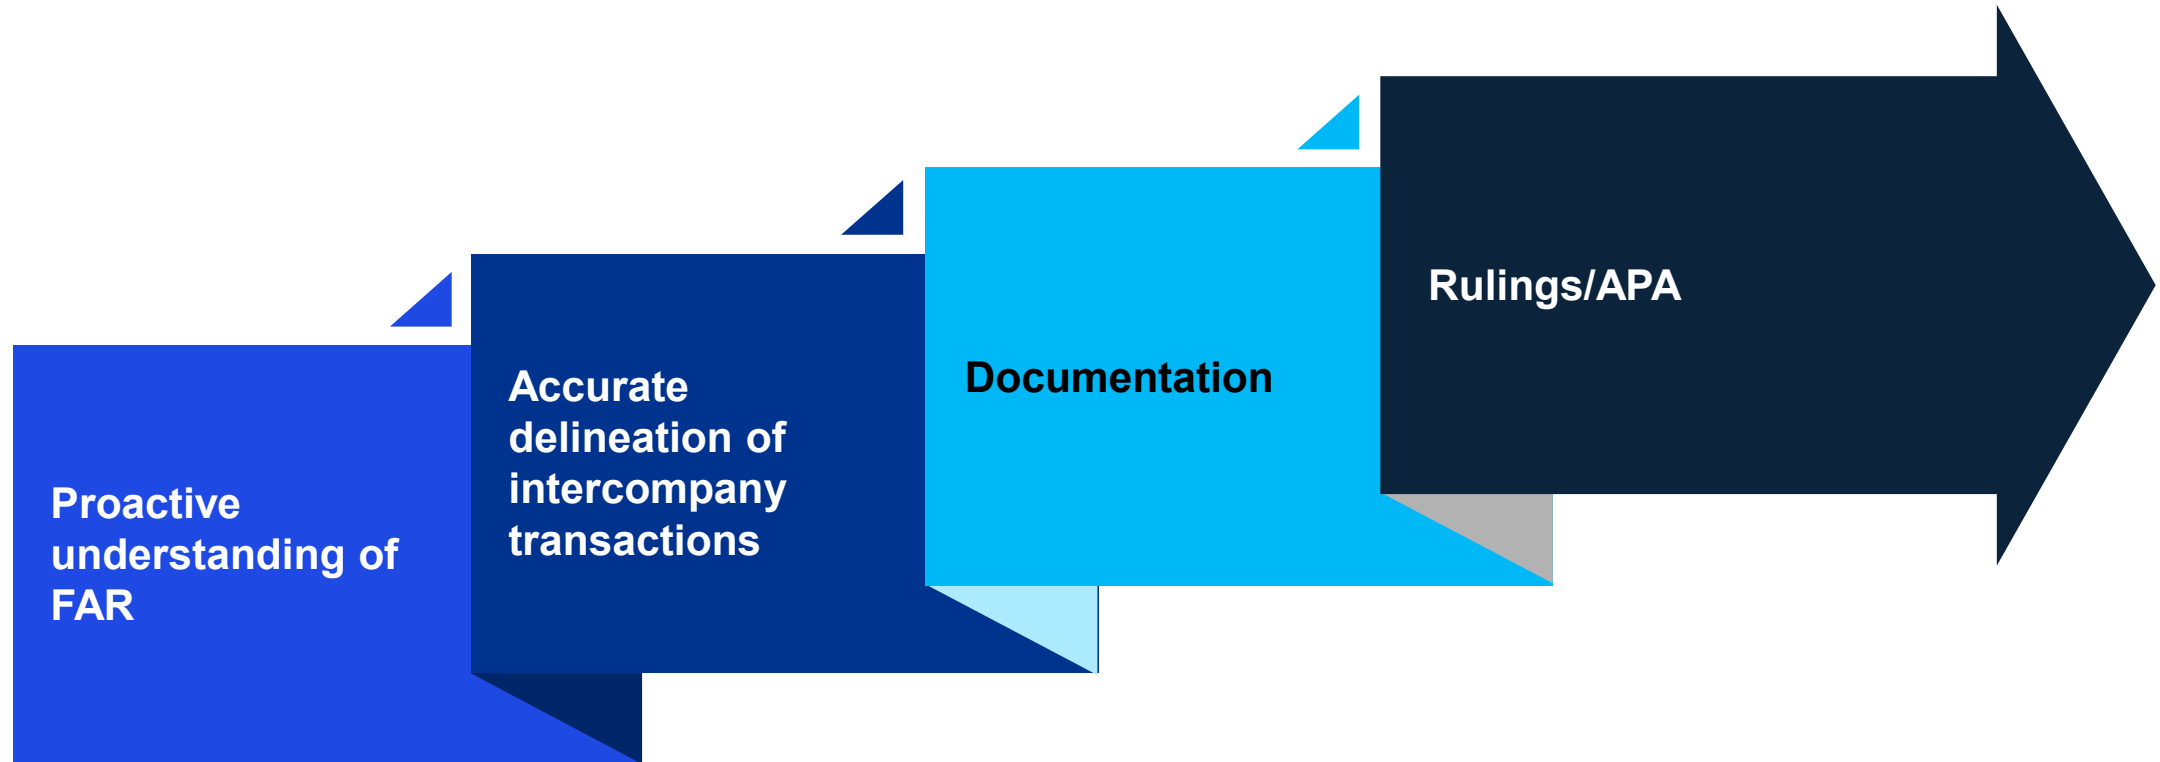 Proactive
understanding of
FAR
Accurate
delineation of
intercompany
transactions
Documentation
Rulings/APA